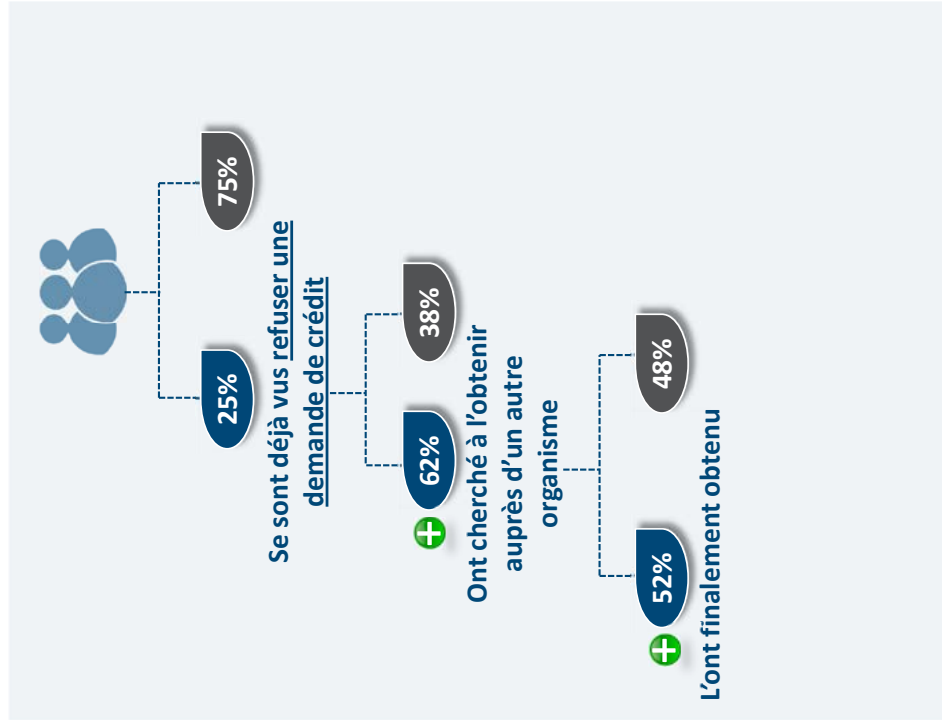 25%
75%
Se sont déjà vus refuser une
demande de crédit
62%
38%
Ont cherché à l'obtenir
auprès d'un autre
organisme
52%
48%
L'ont finalement obtenu